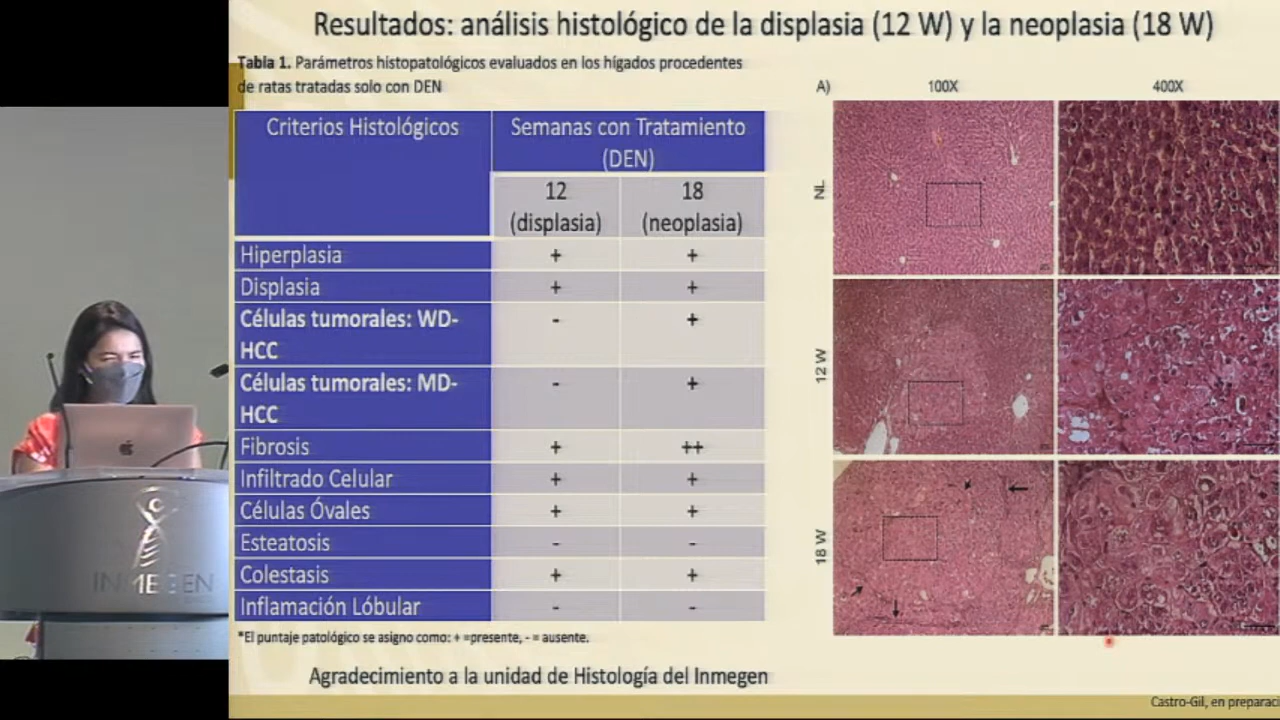 Resultados: análisis histológico de la displasia (12 W) y la neoplasia (18 W)
Tabla 1. Parámetros histopatológicos evaluados en los hígados procedentes
de ratas tratadas solo con DEN
Criterios Histológicos
Semanas con Tratamiento
(DEN)
12
(displasia)
18
(neoplasia)
Hiperplasia + +
Displasia + +
Células tumorales: WD- - +
HCC
Células tumorales: MD- - +
HCC
Fibrosis + ++
Infiltrado Celular + +
Células Óvales + +
Esteatosis - -
Colestasis + +
Inflamación Lóbular - -
*El puntaje patológico se asigno como: + =presente, - = ausente.
Agradecimiento a la unidad de Histología del Inmegen
A) 100X 400X
NL
12 W
18 W
Castro-Gil, en preparaci
INMEGEN